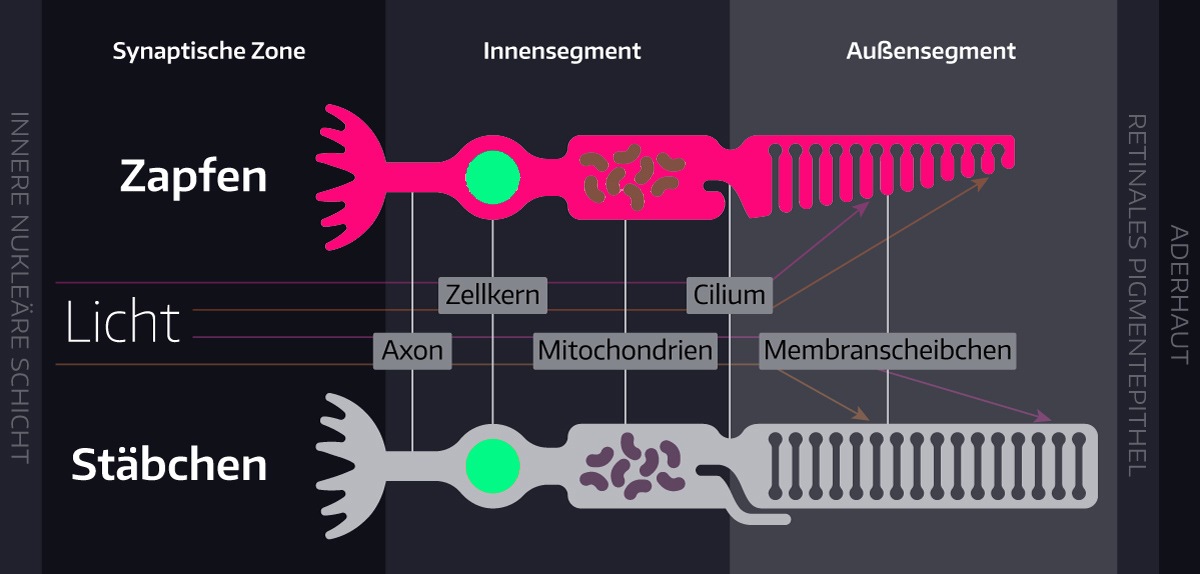 Synaptische Zone
Innensegment
Außensegment
INNERE NUKLEÄRE SCHICHT
Zapfen
RETINALES PIGMENTEPITHEL
ADERHAUT
Zellkern
Cilium
Licht
Axon
Mitochondrien
Membranscheibchen
Stäbchen